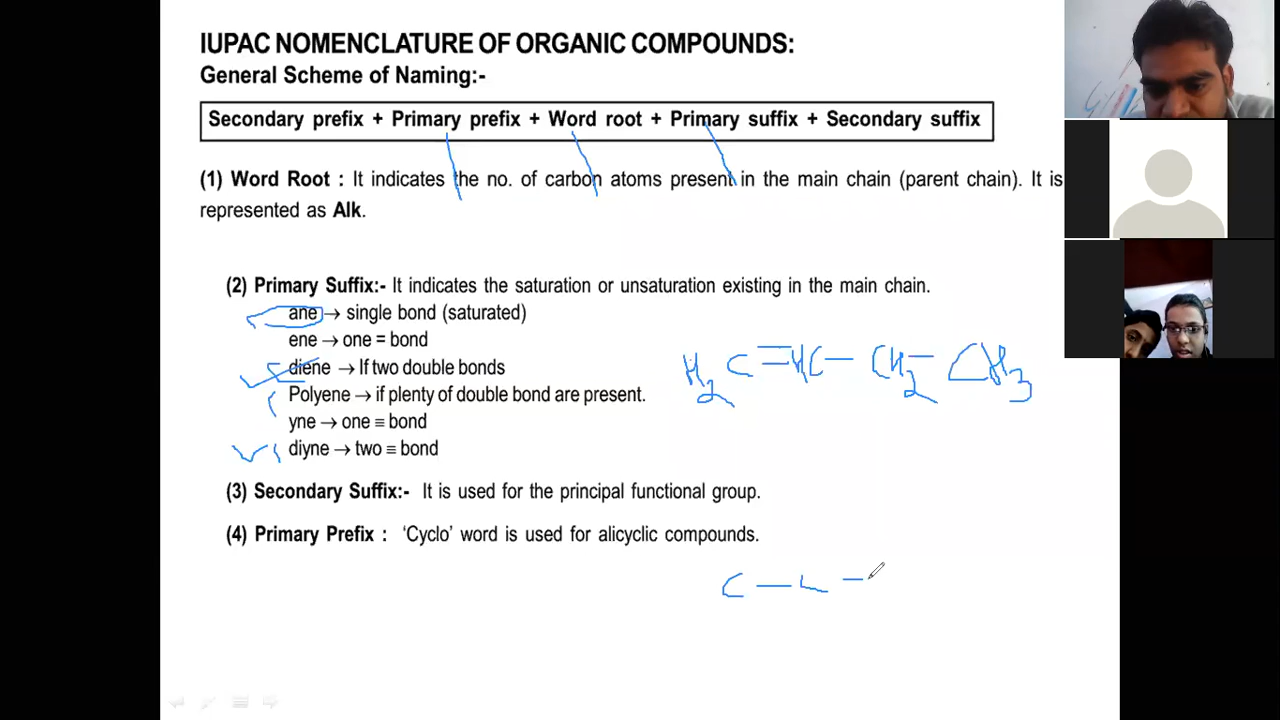 IUPAC NOMENCLATURE OF ORGANIC COMPOUNDS:
General Scheme of Naming:-
Secondary prefix + Primary prefix + Word root + Primary suffix + Secondary suffix
(1) Word Root : It indicates the no. of carbon atoms present in the main chain (parent chain). It is
represented as Alk.
(2) Primary Suffix:- It indicates the saturation or unsaturation existing in the main chain.
ane → single bond (saturated)
ene → one = bond
diene → If two double bonds
H2C=HC-CH2-CH3
Polyene → if plenty of double bond are present.
yne → one ≡ bond
diyne → two ≡ bond
(3) Secondary Suffix:- It is used for the principal functional group.
(4) Primary Prefix : ‘Cyclo’ word is used for alicyclic compounds.
C-C-